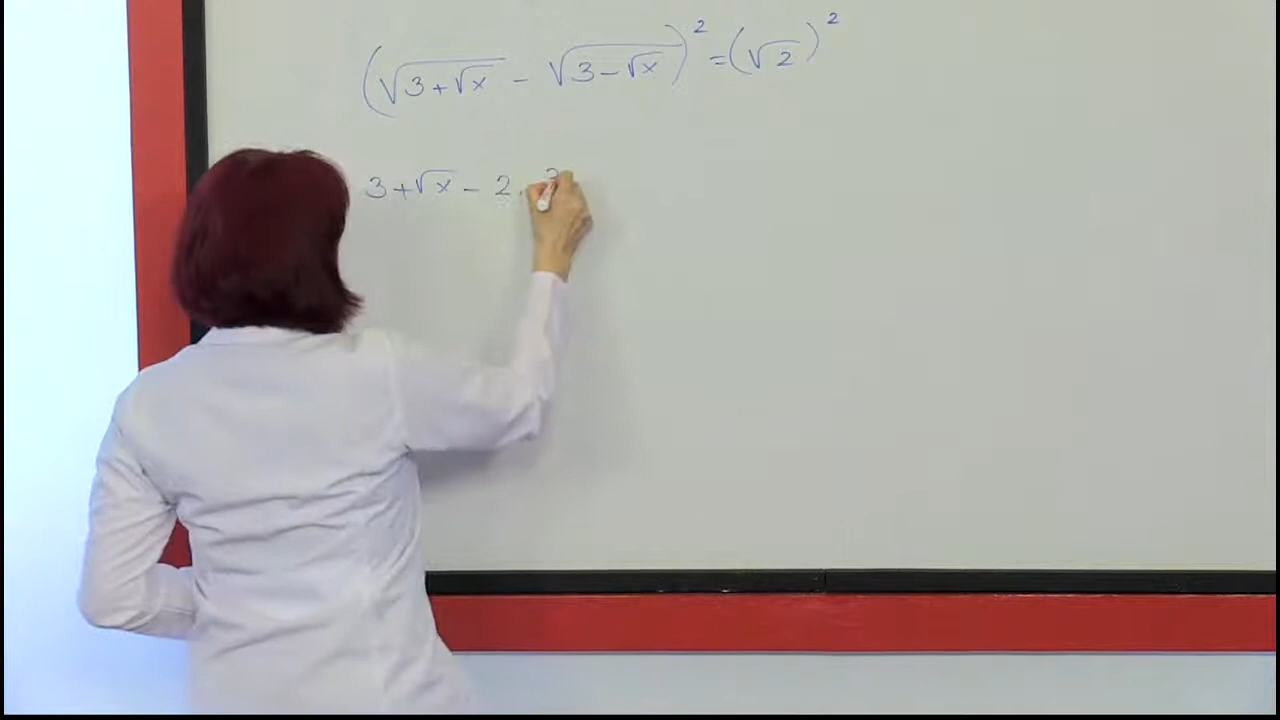 (√(3+√x) − √(3−√x))² = (√2)²
3+√x − 2 ·